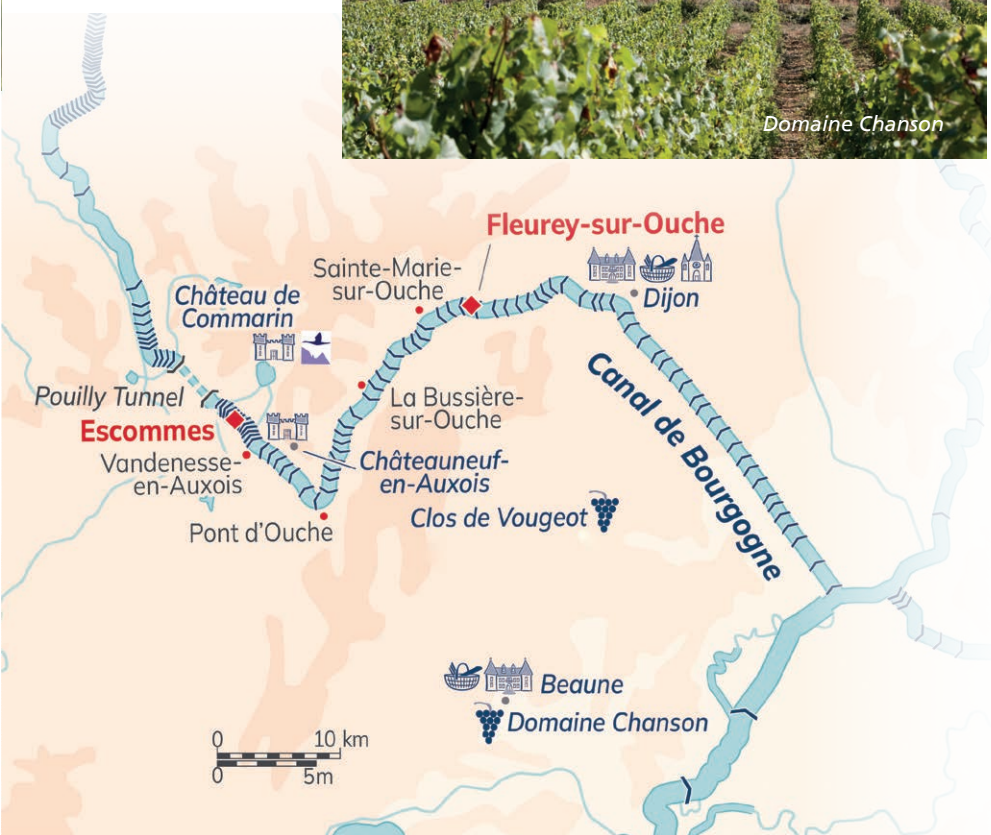 Domaine Chanson
Fleurey-sur-Ouche
Sainte-Marie-
sur-Ouche
Dijon
Château de
Commarin
Pouilly Tunnel
Escommes
La Bussière-
sur-Ouche
Canal de Bourgogne
Vandenesse-
en-Auxois
Châteauneuf-
en-Auxois
Clos de Vougeot
Pont d'Ouche
Beaune
Domaine Chanson
0 10 km
0 5m